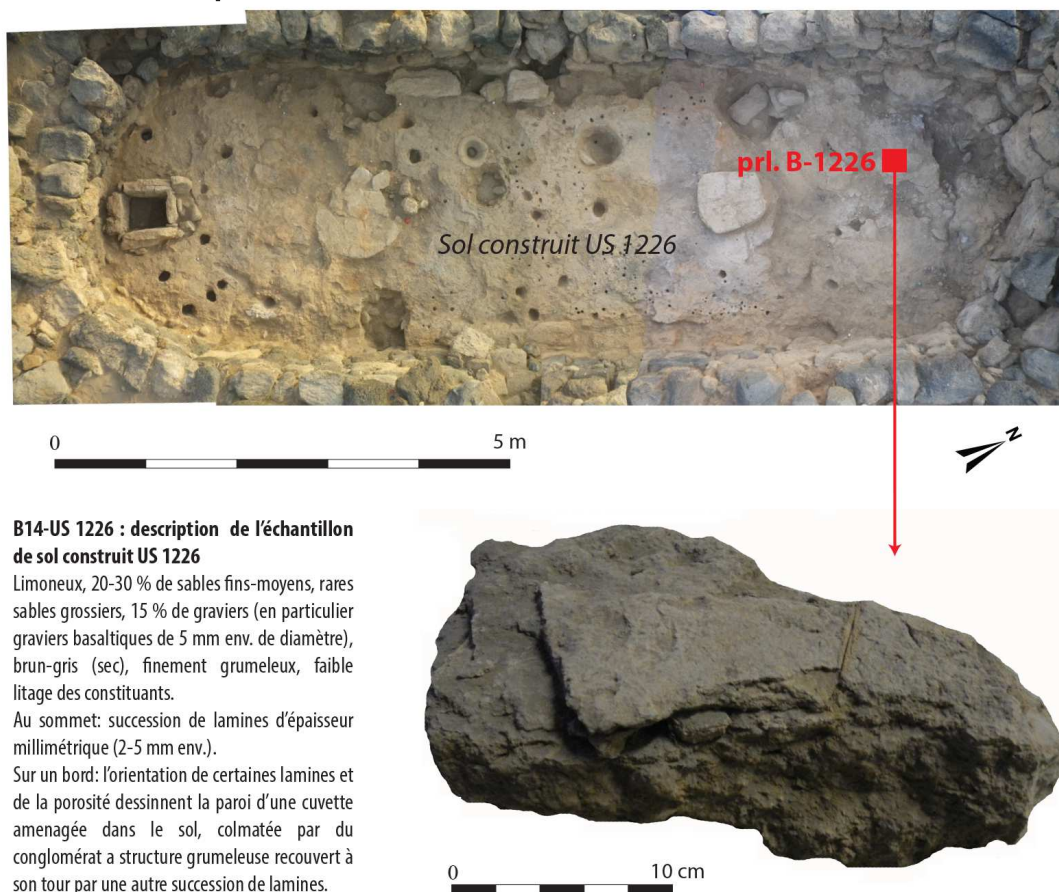 prl. B-1226
Sol construit US 1226
0 5 m
N
B14-US 1226 : description de l'échantillon
de sol construit US 1226
Limoneux, 20-30 % de sables fins-moyens, rares
sables grossiers, 15 % de graviers (en particulier
graviers basaltiques de 5 mm env. de diamètre),
brun-gris (sec), finement grumeleux, faible
litage des constituants.
Au sommet: succession de lamines d'épaisseur
millimétrique (2-5 mm env.).
Sur un bord: l'orientation de certaines lamines et
de la porosité dessinnent la paroi d'une cuvette
amenagée dans le sol, colmatée par du
conglomérat a structure grumeleuse recouvert à
son tour par une autre succession de lamines.
0 10 cm